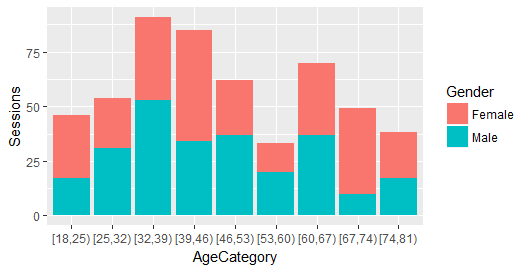 75
50
25
0
Sessions
[18,25) [25,32) [32,39) [39,46) [46,53) [53,60) [60,67) [67,74) [74,81)
AgeCategory
Gender
Female
Male